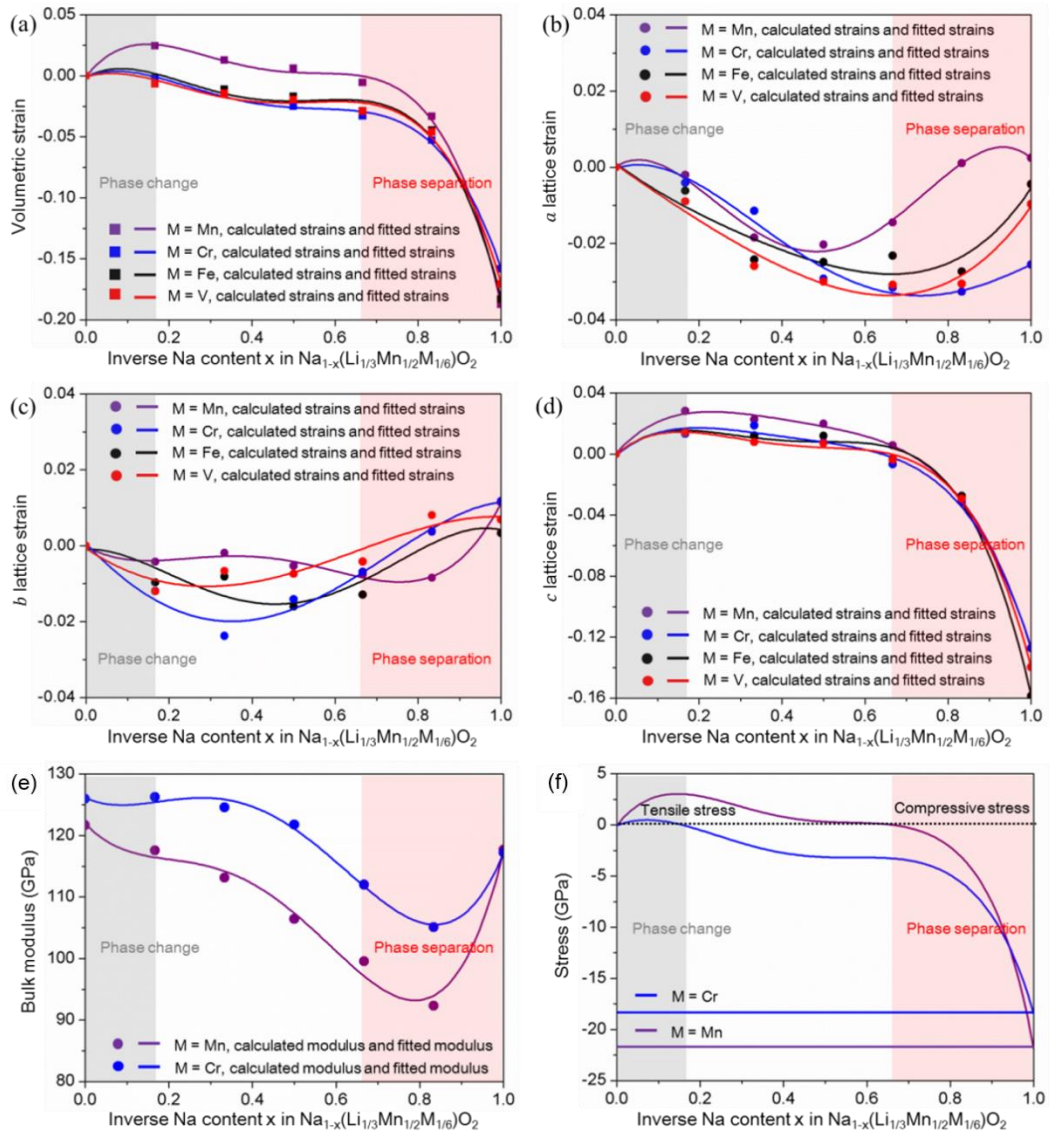 (a)
0.05
0.00
-0.05
-0.10
-0.15
-0.20
Volumetric strain
Phase change
Phase separation
M = Mn, calculated strains and fitted strains
M = Cr, calculated strains and fitted strains
M = Fe, calculated strains and fitted strains
M = V, calculated strains and fitted strains
0.0 0.2 0.4 0.6 0.8 1.0
Inverse Na content x in Na1-x(Li1/3Mn1/2M1/6)O2
(b)
0.04
0.02
0.00
-0.02
-0.04
a lattice strain
M = Mn, calculated strains and fitted strains
M = Cr, calculated strains and fitted strains
M = Fe, calculated strains and fitted strains
M = V, calculated strains and fitted strains
Phase change
Phase separation
0.0 0.2 0.4 0.6 0.8 1.0
Inverse Na content x in Na1-x(Li1/3Mn1/2M1/6)O2
(c)
0.04
0.02
0.00
-0.02
-0.04
b lattice strain
M = Mn, calculated strains and fitted strains
M = Cr, calculated strains and fitted strains
M = Fe, calculated strains and fitted strains
M = V, calculated strains and fitted strains
Phase change
Phase separation
0.0 0.2 0.4 0.6 0.8 1.0
Inverse Na content x in Na1-x(Li1/3Mn1/2M1/6)O2
(d)
0.04
0.00
-0.04
-0.08
-0.12
-0.16
c lattice strain
Phase change
Phase separation
M = Mn, calculated strains and fitted strains
M = Cr, calculated strains and fitted strains
M = Fe, calculated strains and fitted strains
M = V, calculated strains and fitted strains
0.0 0.2 0.4 0.6 0.8 1.0
Inverse Na content x in Na1-x(Li1/3Mn1/2M1/6)O2
(e)
130
120
110
100
90
80
Bulk modulus (GPa)
Phase change
Phase separation
M = Mn, calculated modulus and fitted modulus
M = Cr, calculated modulus and fitted modulus
0.0 0.2 0.4 0.6 0.8 1.0
Inverse Na content x in Na1-x(Li1/3Mn1/2M1/6)O2
(f)
5
0
-5
-10
-15
-20
-25
Stress (GPa)
Tensile stress
Compressive stress
Phase change
Phase separation
M = Cr
M = Mn
0.0 0.2 0.4 0.6 0.8 1.0
Inverse Na content x in Na1-x(Li1/3Mn1/2M1/6)O2